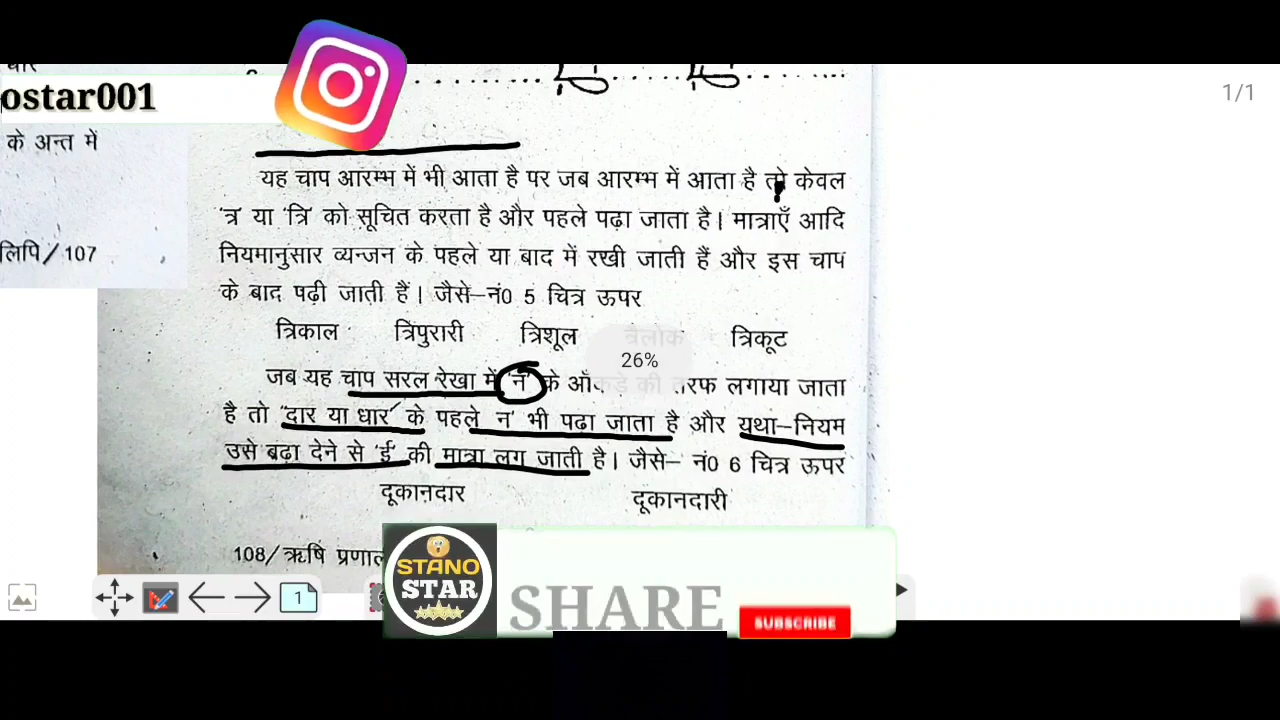 ostar001
1/1
के अन्त में
यह चाप आरम्भ में भी आता है पर जब आरम्भ में आता है तो केवल
'त्र' या 'त्रि' को सूचित करता है और पहले पढ़ा जाता है। मात्राएँ आदि
नियमानुसार व्यन्जन के पहले या बाद में रखी जाती हैं और इस चाप
लिपि/107
के बाद पढ़ी जाती हैं। जैसे–नं0 5 चित्र ऊपर
त्रिकाल त्रिपुरारी त्रिशूल त्रिकूट
26%
जब यह चाप सरल रेखा में 'न' के आँकड़े की तरफ लगाया जाता
है तो "दार या धार" के पहले न' भी पढ़ा जाता है और यथा–नियम
उसे बढ़ा देने से 'ई' की मात्रा लग जाती है। जैसे– नं0 6 चित्र ऊपर
दूकानदार दूकानदारी
108/ऋषि
1
STANO
STAR
SHARE
SUBSCRIBE